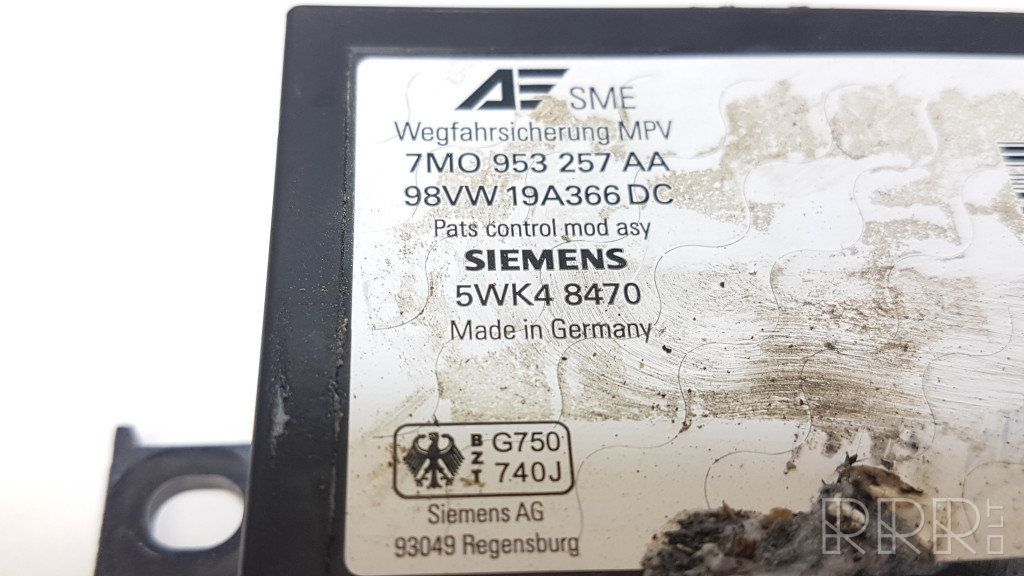 AE SME
Wegfahrsicherung MPV
7MO 953 257 AA
98VW 19A366 DC
Pats control mod asy
SIEMENS
5WK4 8470
Made in Germany
BZT G750
740J
Siemens AG
93049 Regensburg
RRR.LT